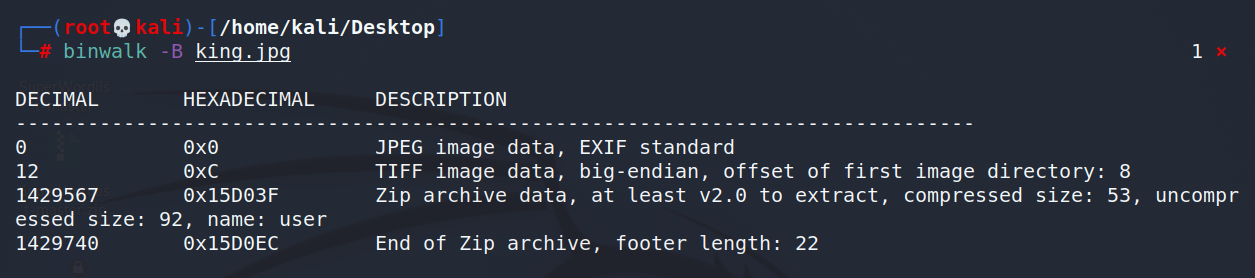 ┌──(root💀kali)-[/home/kali/Desktop]
└─# binwalk -B king.jpg 1 ⨯
DECIMAL HEXADECIMAL DESCRIPTION
--------------------------------------------------------------------------------
0 0x0 JPEG image data, EXIF standard
12 0xC TIFF image data, big-endian, offset of first image directory: 8
1429567 0x15D03F Zip archive data, at least v2.0 to extract, compressed size: 53, uncompr
essed size: 92, name: user
1429740 0x15D0EC End of Zip archive, footer length: 22